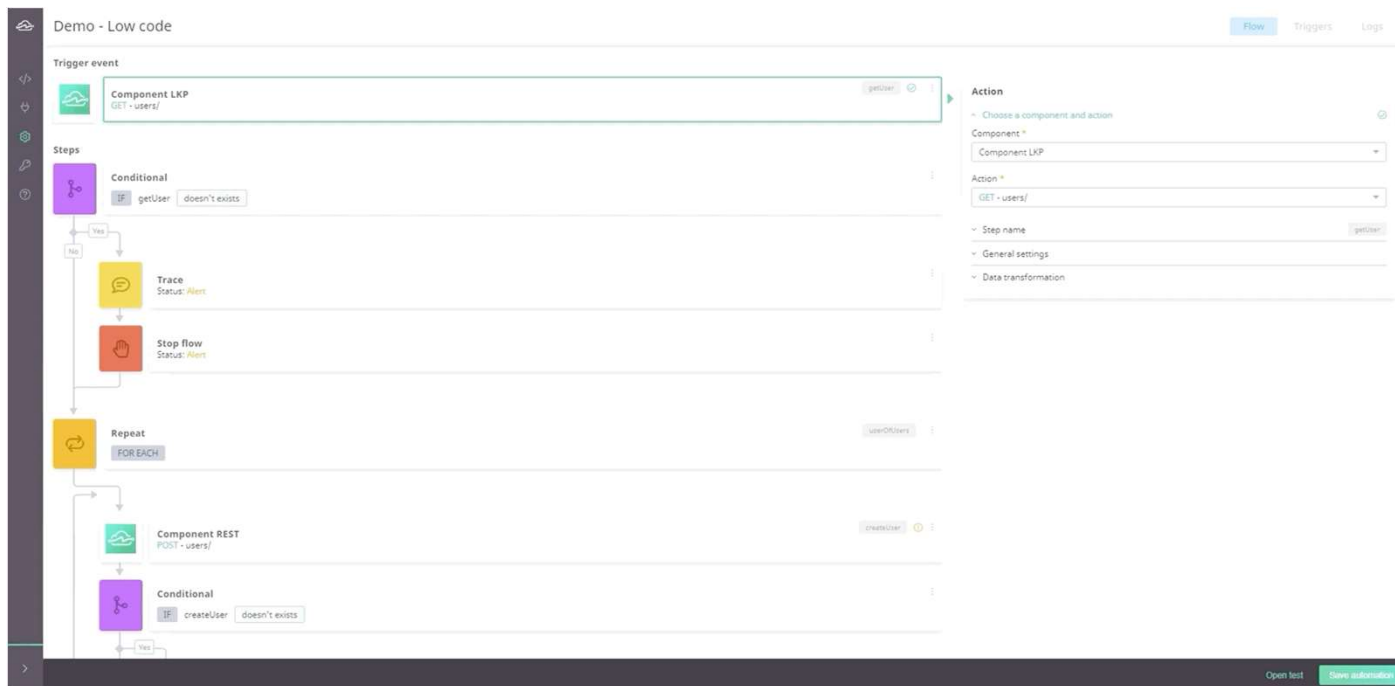 Demo - Low code
Flow
Triggers
Logs
Trigger event
Component LKP
GET - users/
getUser
Steps
Conditional
IF getUser doesn't exists
Yes
No
Trace
Status: Alert
Stop flow
Status: Alert
Repeat
FOR EACH
userOfUsers
Component REST
POST - users/
createUser
Conditional
IF createUser doesn't exists
Yes
Action
Choose a component and action
Component *
Component LKP
Action *
GET - users/
Step name
getUser
General settings
Data transformation
Open test
Save automation